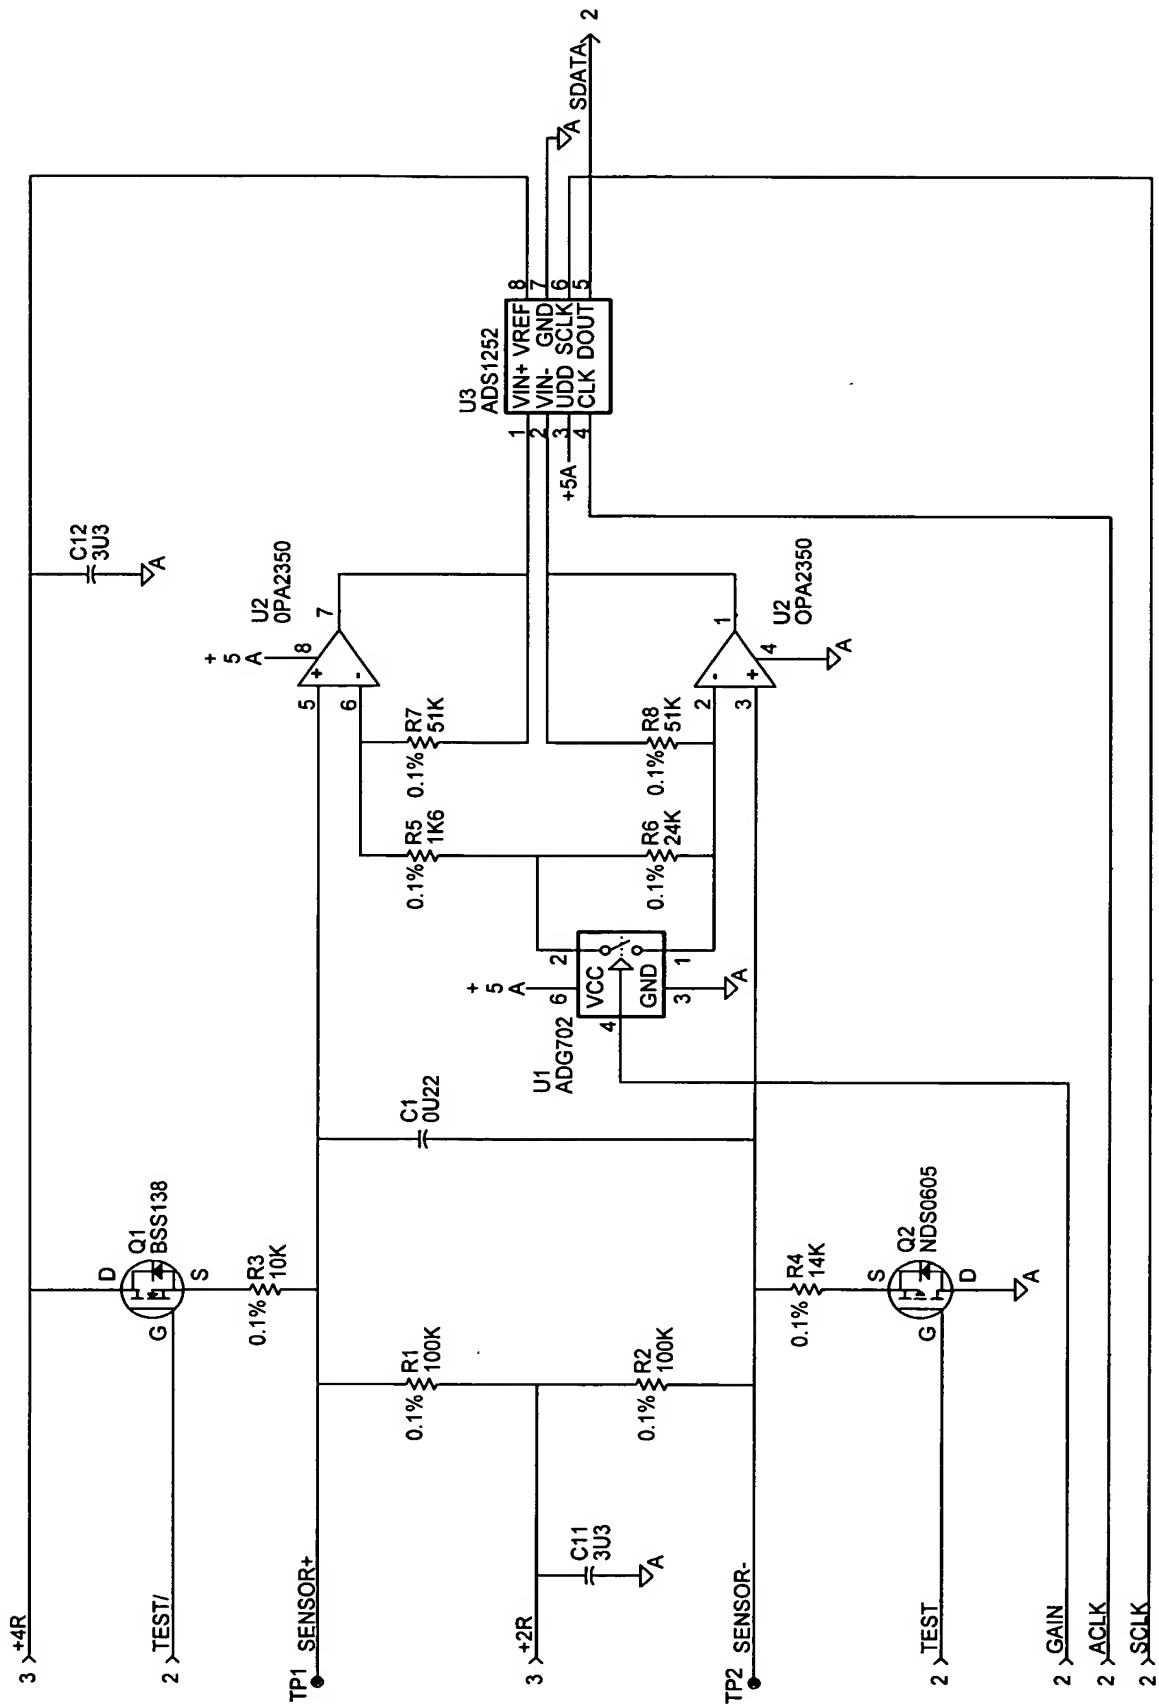 3 +4R
2 TEST/
TP1 SENSOR+
3 +2R
TP2 SENSOR-
2 TEST
2 GAIN
2 ACLK
2 SCLK
C11
3U3
A
0.1% R1
100K
0.1% R2
100K
Q1
BSS138
D
G
S
0.1% R3
10K
0.1% R4
14K
Q2
NDS0605
S
G
D
A
C1
0U22
U1
ADG702
+
5
A
6
VCC
2
4
GND
3
1
A
0.1% R5
1K6
0.1% R6
24K
0.1% R7
51K
0.1% R8
51K
U2
0PA2350
+
5
A
8
5
+
6
-
7
2
-
3
+
1
U2
OPA2350
4
A
C12
3U3
A
U3
ADS1252
1 VIN+ VREF 8
2 VIN- GND 7
+5A 3 UDD SCLK 6
4 CLK DOUT 5
A
SDATA 2